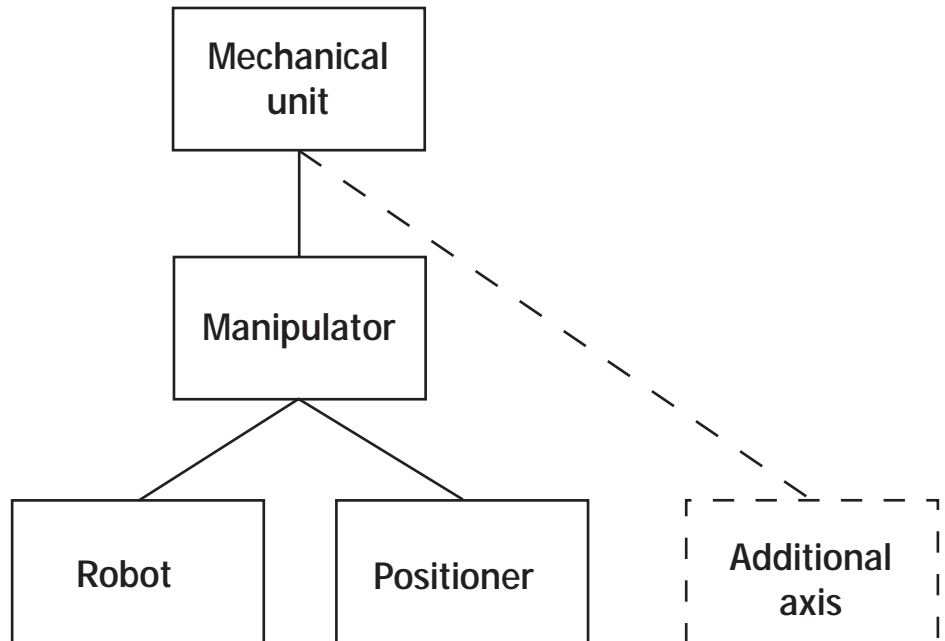 Mechanical
unit
Manipulator
Robot
Positioner
Additional
axis